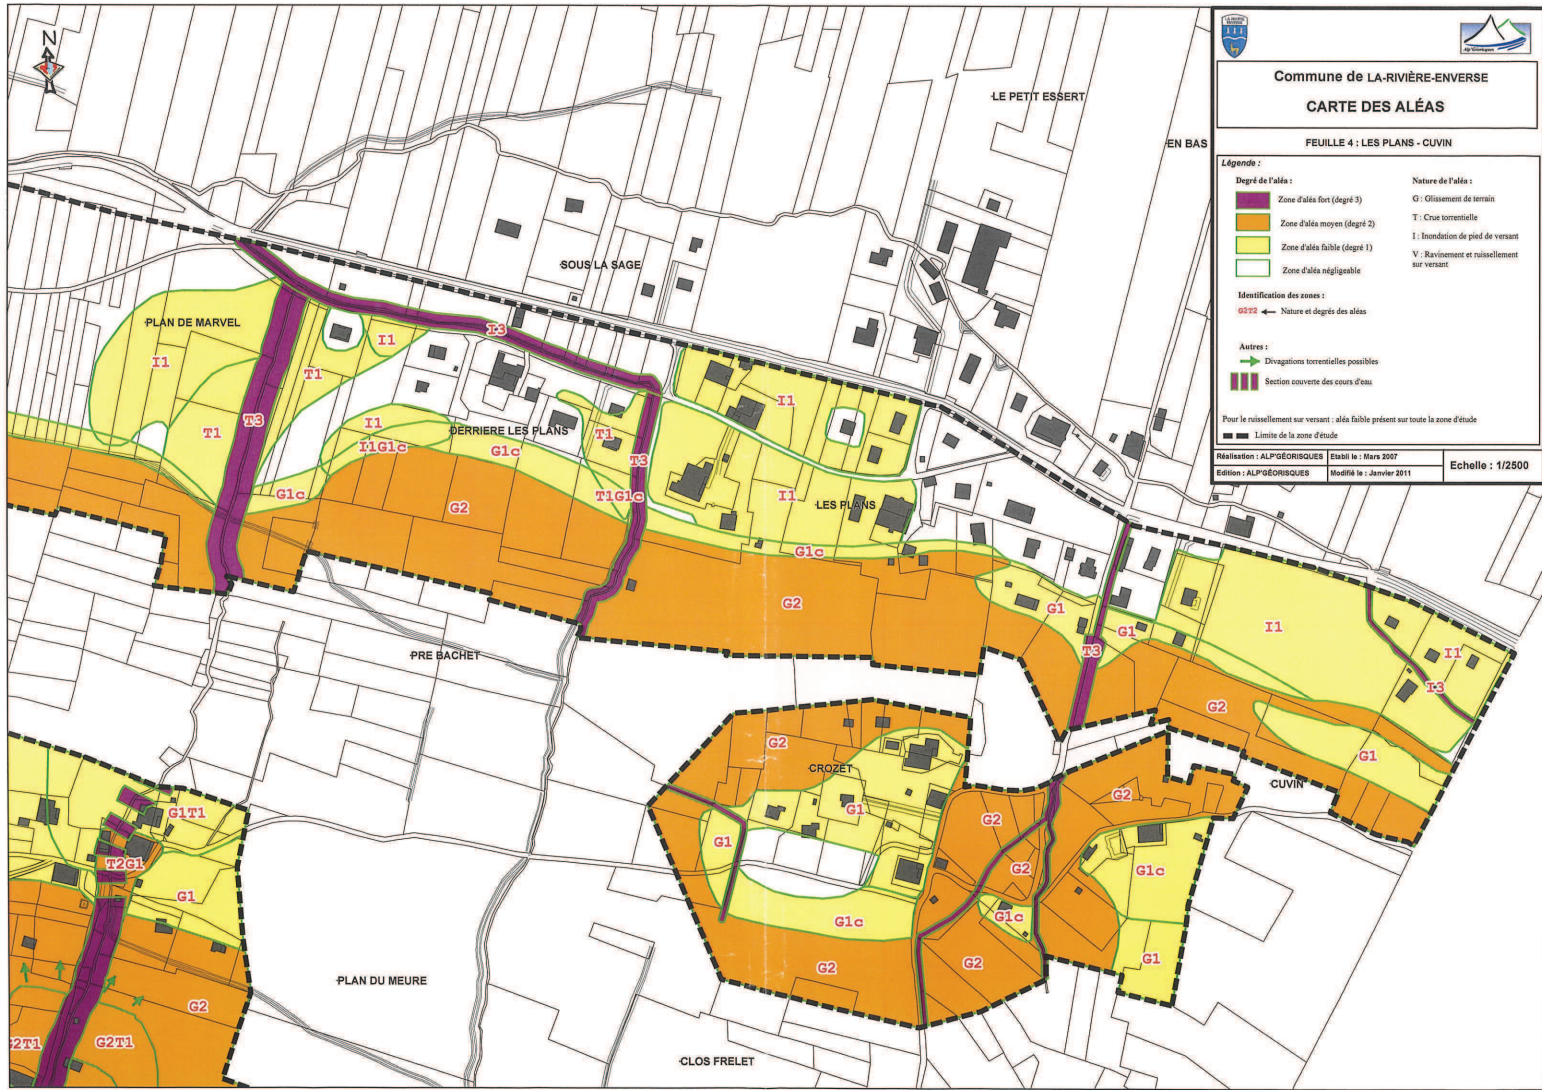 N
LA-RIVIÈRE
ENVERSE
Alp'Géorisques
Commune de LA-RIVIÈRE-ENVERSE
CARTE DES ALÉAS
FEUILLE 4 : LES PLANS - CUVIN
Légende :
Degré de l'aléa :
Zone d'aléa fort (degré 3)
Zone d'aléa moyen (degré 2)
Zone d'aléa faible (degré 1)
Zone d'aléa négligeable
Nature de l'aléa :
G : Glissement de terrain
T : Crue torrentielle
I : Inondation de pied de versant
V : Ravinement et ruissellement
sur versant
Identification des zones :
G2T2 Nature et degrés des aléas
Autres :
Divagations torrentielles possibles
Section couverte des cours d'eau
Pour le ruissellement sur versant : aléa faible présent sur toute la zone d'étude
Limite de la zone d'étude
Réalisation : ALP'GÉORISQUES Etabli le : Mars 2007
Edition : ALP'GÉORISQUES Modifié le : Janvier 2011
Echelle : 1/2500
LE PETIT ESSERT
EN BAS
SOUS LA SAGE
PLAN DE MARVEL
I3
I1
I1
T1
I1
T3
I1
T1
DERRIERE LES PLANS
T1
I1G1c
G1c
T3
G1c
T1G1c
I1
LES PLANS
G2
G1c
G2
G1
G1
T3
I1
I1
I3
G2
G1
PRE BACHET
CUVIN
G2
CROZET
G1
G1
G2
G2
G2
G1c
G1c
G1c
G1
G2
G2
G1T1
T2G1
G1
G2
G2T1
G2T1
PLAN DU MEURE
CLOS FRELET